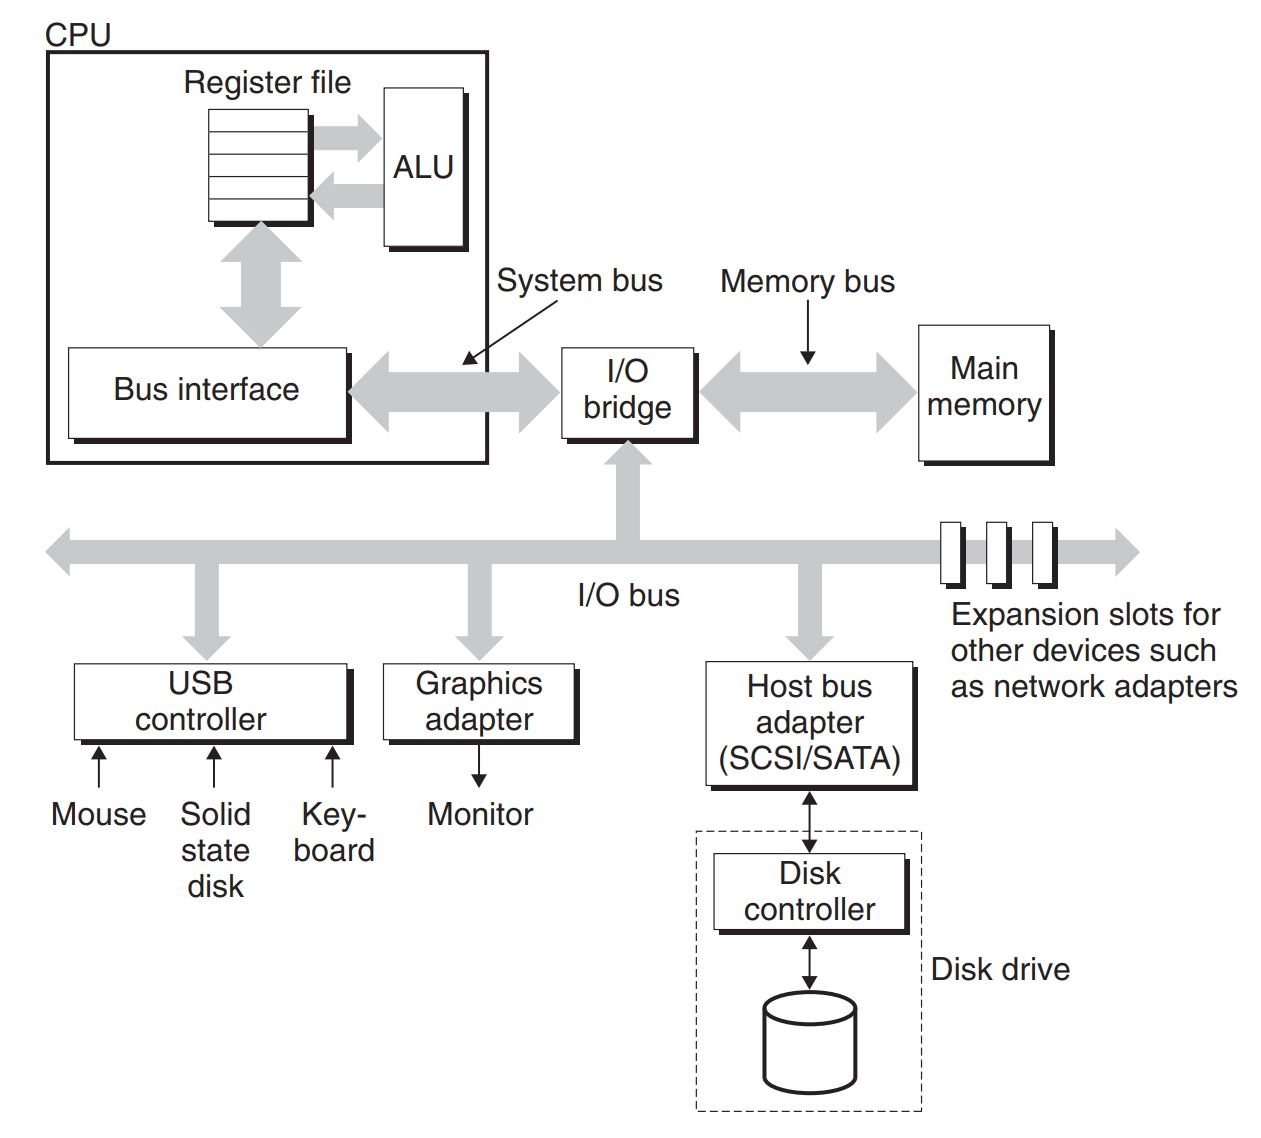 CPU
Register file
ALU
System bus
Memory bus
Bus interface
I/O
bridge
Main
memory
I/O bus
Expansion slots for
other devices such
as network adapters
USB
controller
Graphics
adapter
Host bus
adapter
(SCSI/SATA)
Mouse
Solid
state
disk
Key-
board
Monitor
Disk
controller
Disk drive